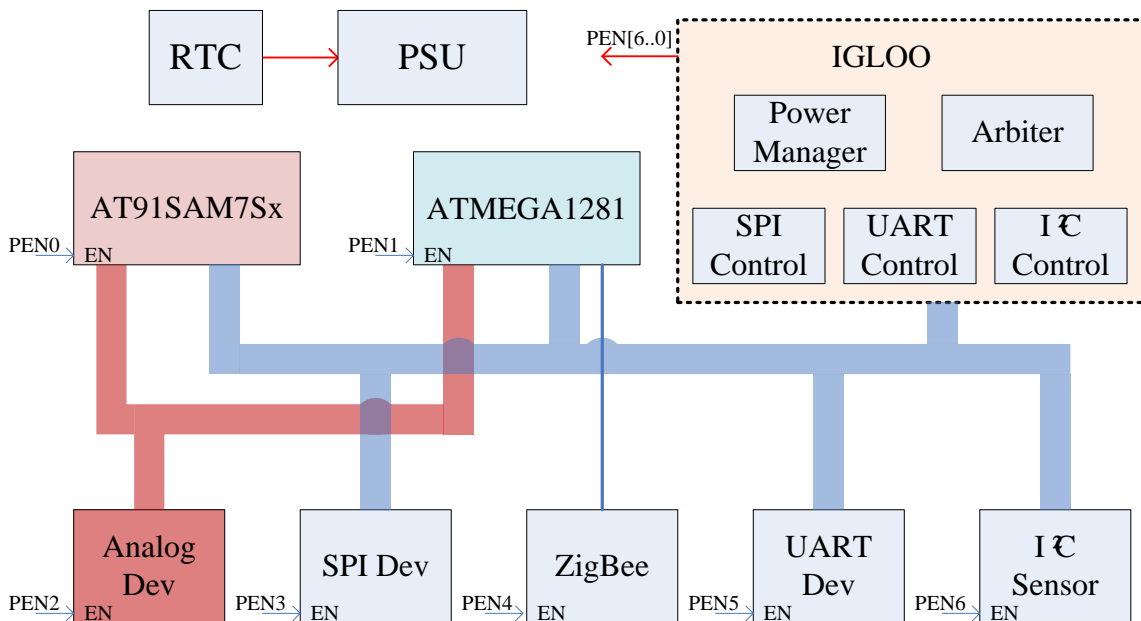 RTC
PSU
PEN[6..0]
IGLOO
Power
Manager
Arbiter
SPI
Control
UART
Control
I²C
Control
AT91SAM7Sx
PEN0
EN
ATMEGA1281
PEN1
EN
Analog
Dev
PEN2
EN
SPI Dev
PEN3
EN
ZigBee
PEN4
EN
UART
Dev
PEN5
EN
I²C
Sensor
PEN6
EN